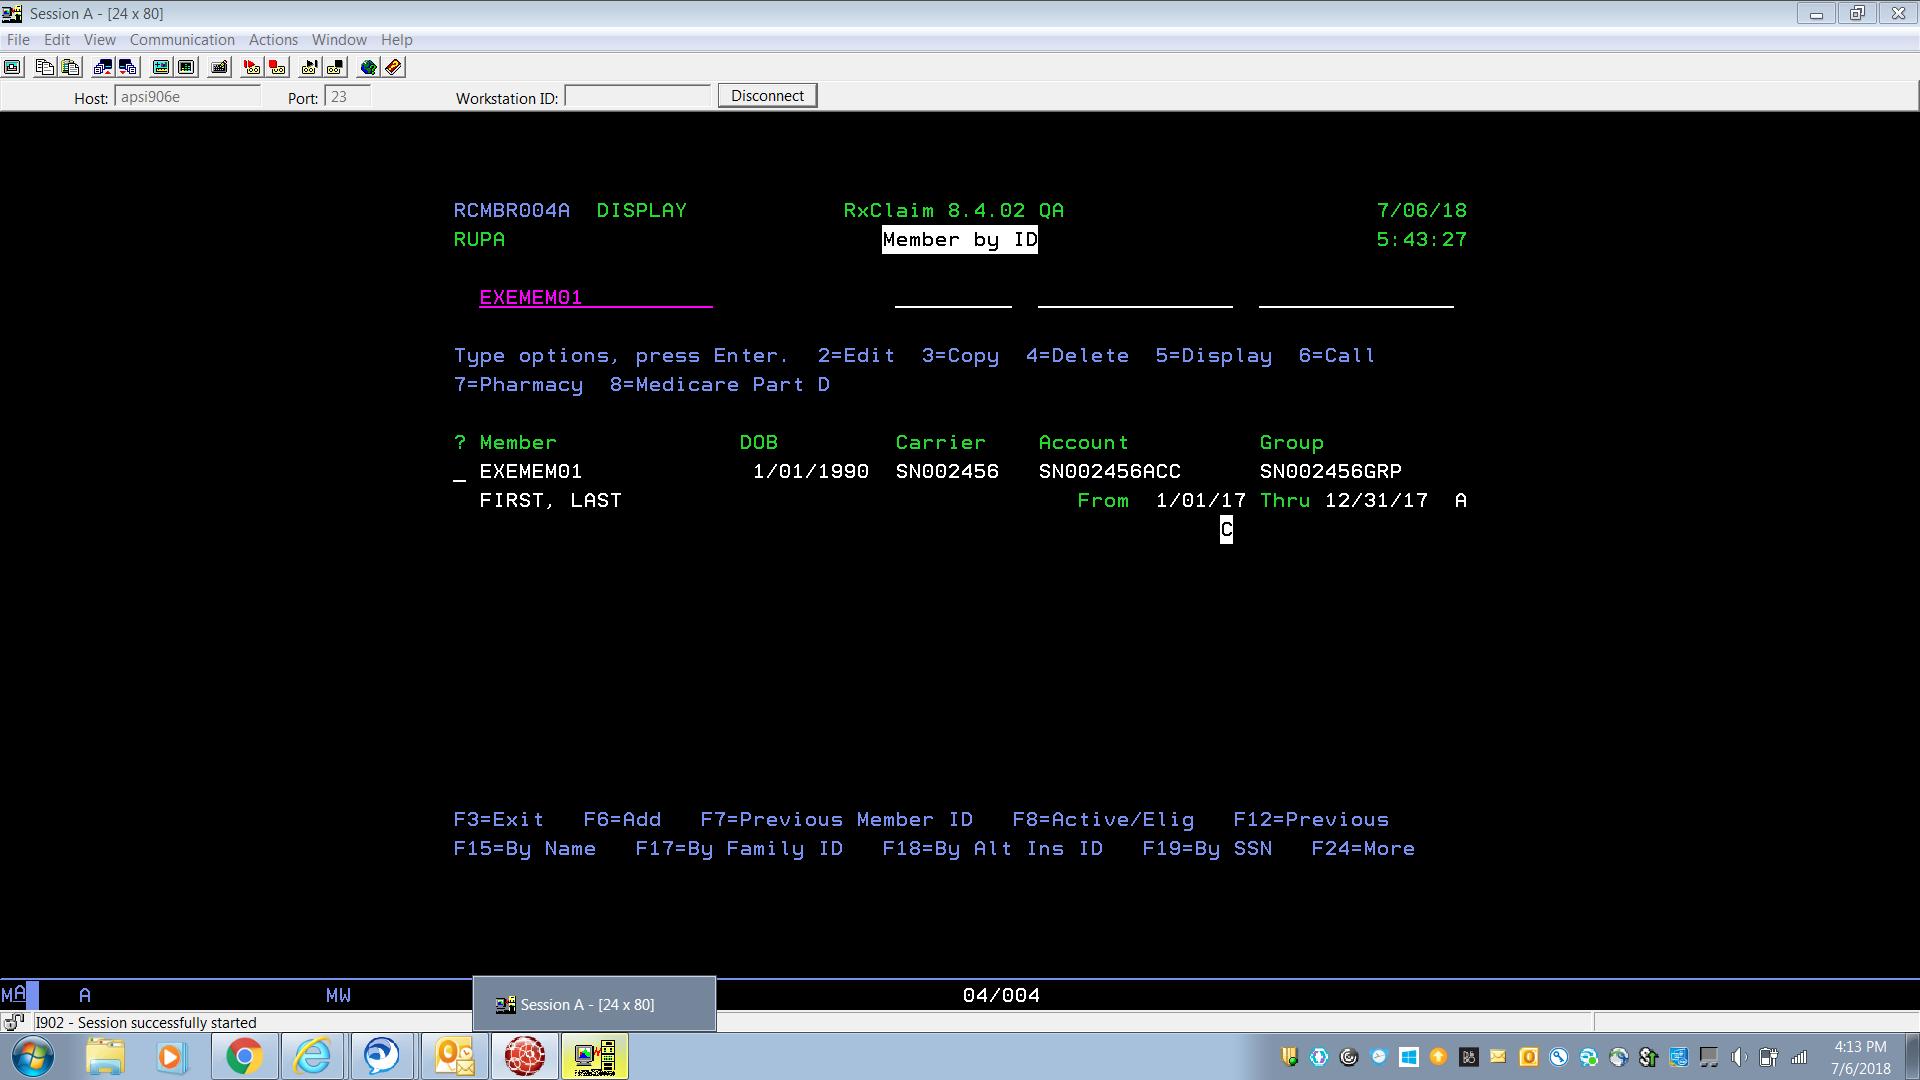 Session A - [24 x 80]
File Edit View Communication Actions Window Help
Host: apsi906e Port: 23 Workstation ID: Disconnect
RCMBR004A DISPLAY RxClaim 8.4.02 QA 7/06/18
RUPA Member by ID 5:43:27
EXEMEM01
Type options, press Enter. 2=Edit 3=Copy 4=Delete 5=Display 6=Call
7=Pharmacy 8=Medicare Part D
? Member DOB Carrier Account Group
_ EXEMEM01 1/01/1990 SN002456 SN002456ACC SN002456GRP
FIRST, LAST From 1/01/17 Thru 12/31/17 A
C
F3=Exit F6=Add F7=Previous Member ID F8=Active/Elig F12=Previous
F15=By Name F17=By Family ID F18=By Alt Ins ID F19=By SSN F24=More
MA A MW 04/004
Session A - [24 x 80]
I902 - Session successfully started
4:13 PM
7/6/2018